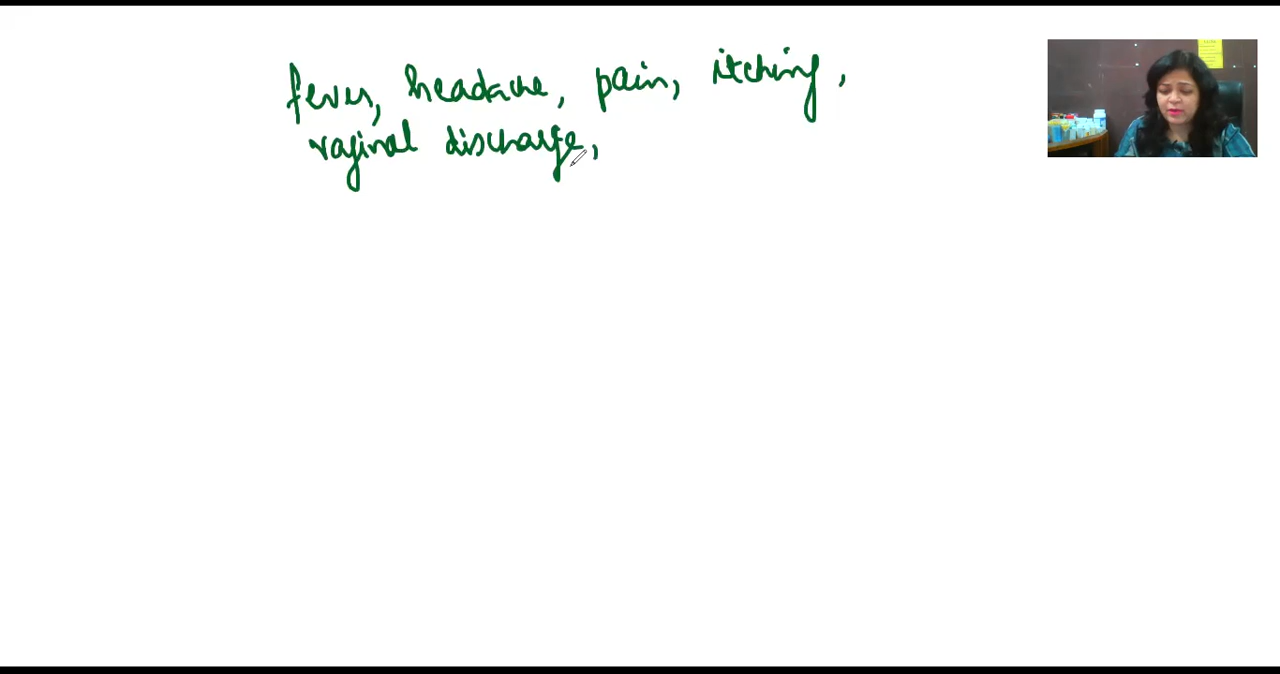 fever, headache, pain, itching,
vaginal discharge,